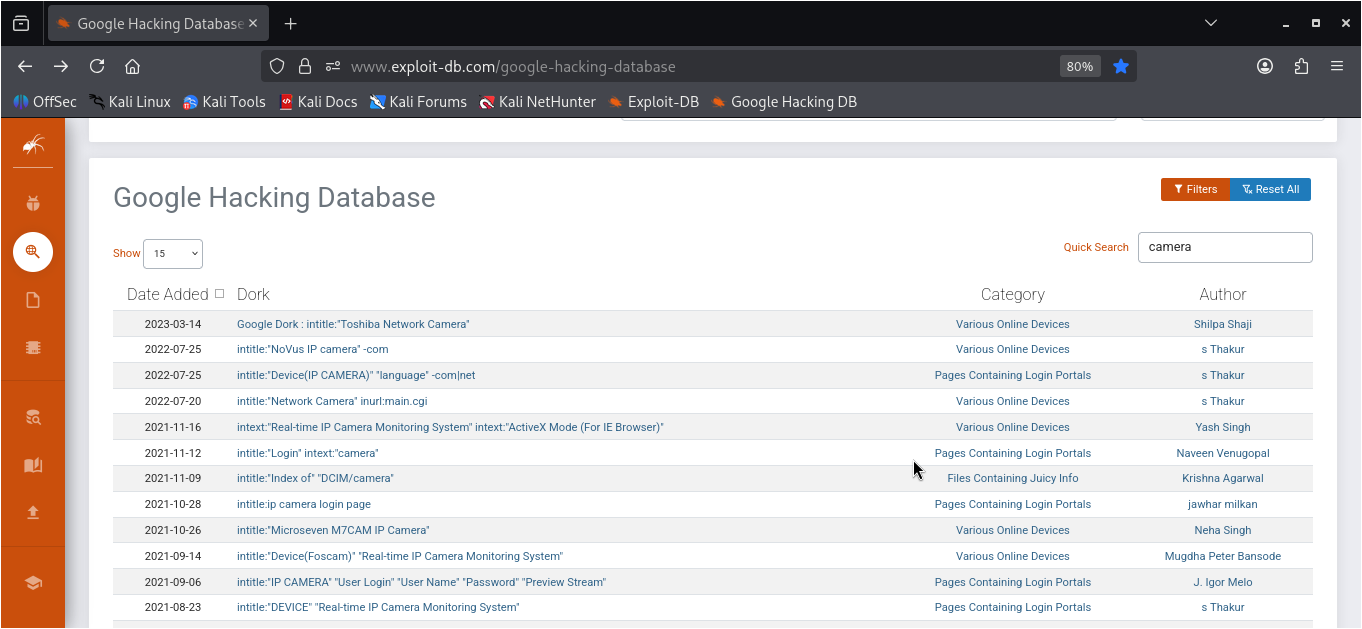 Google Hacking Database
www.exploit-db.com/google-hacking-database 80%
OffSec Kali Linux Kali Tools Kali Docs Kali Forums Kali NetHunter Exploit-DB Google Hacking DB
Google Hacking Database
Filters Reset All
Show 15 Quick Search camera
Date Added Dork Category Author
2023-03-14 Google Dork : intitle:"Toshiba Network Camera" Various Online Devices Shilpa Shaji
2022-07-25 intitle:"NoVus IP camera" -com Various Online Devices s Thakur
2022-07-25 intitle:"Device(IP CAMERA)" "language" -com|net Pages Containing Login Portals s Thakur
2022-07-20 intitle:"Network Camera" inurl:main.cgi Various Online Devices s Thakur
2021-11-16 intext:"Real-time IP Camera Monitoring System" intext:"ActiveX Mode (For IE Browser)" Various Online Devices Yash Singh
2021-11-12 intitle:"Login" intext:"camera" Pages Containing Login Portals Naveen Venugopal
2021-11-09 intitle:"Index of" "DCIM/camera" Files Containing Juicy Info Krishna Agarwal
2021-10-28 intitle:ip camera login page Pages Containing Login Portals jawhar milkan
2021-10-26 intitle:"Microseven M7CAM IP Camera" Various Online Devices Neha Singh
2021-09-14 intitle:"Device(Foscam)" "Real-time IP Camera Monitoring System" Various Online Devices Mugdha Peter Bansode
2021-09-06 intitle:"IP CAMERA" "User Login" "User Name" "Password" "Preview Stream" Pages Containing Login Portals J. Igor Melo
2021-08-23 intitle:"DEVICE" "Real-time IP Camera Monitoring System" Pages Containing Login Portals s Thakur